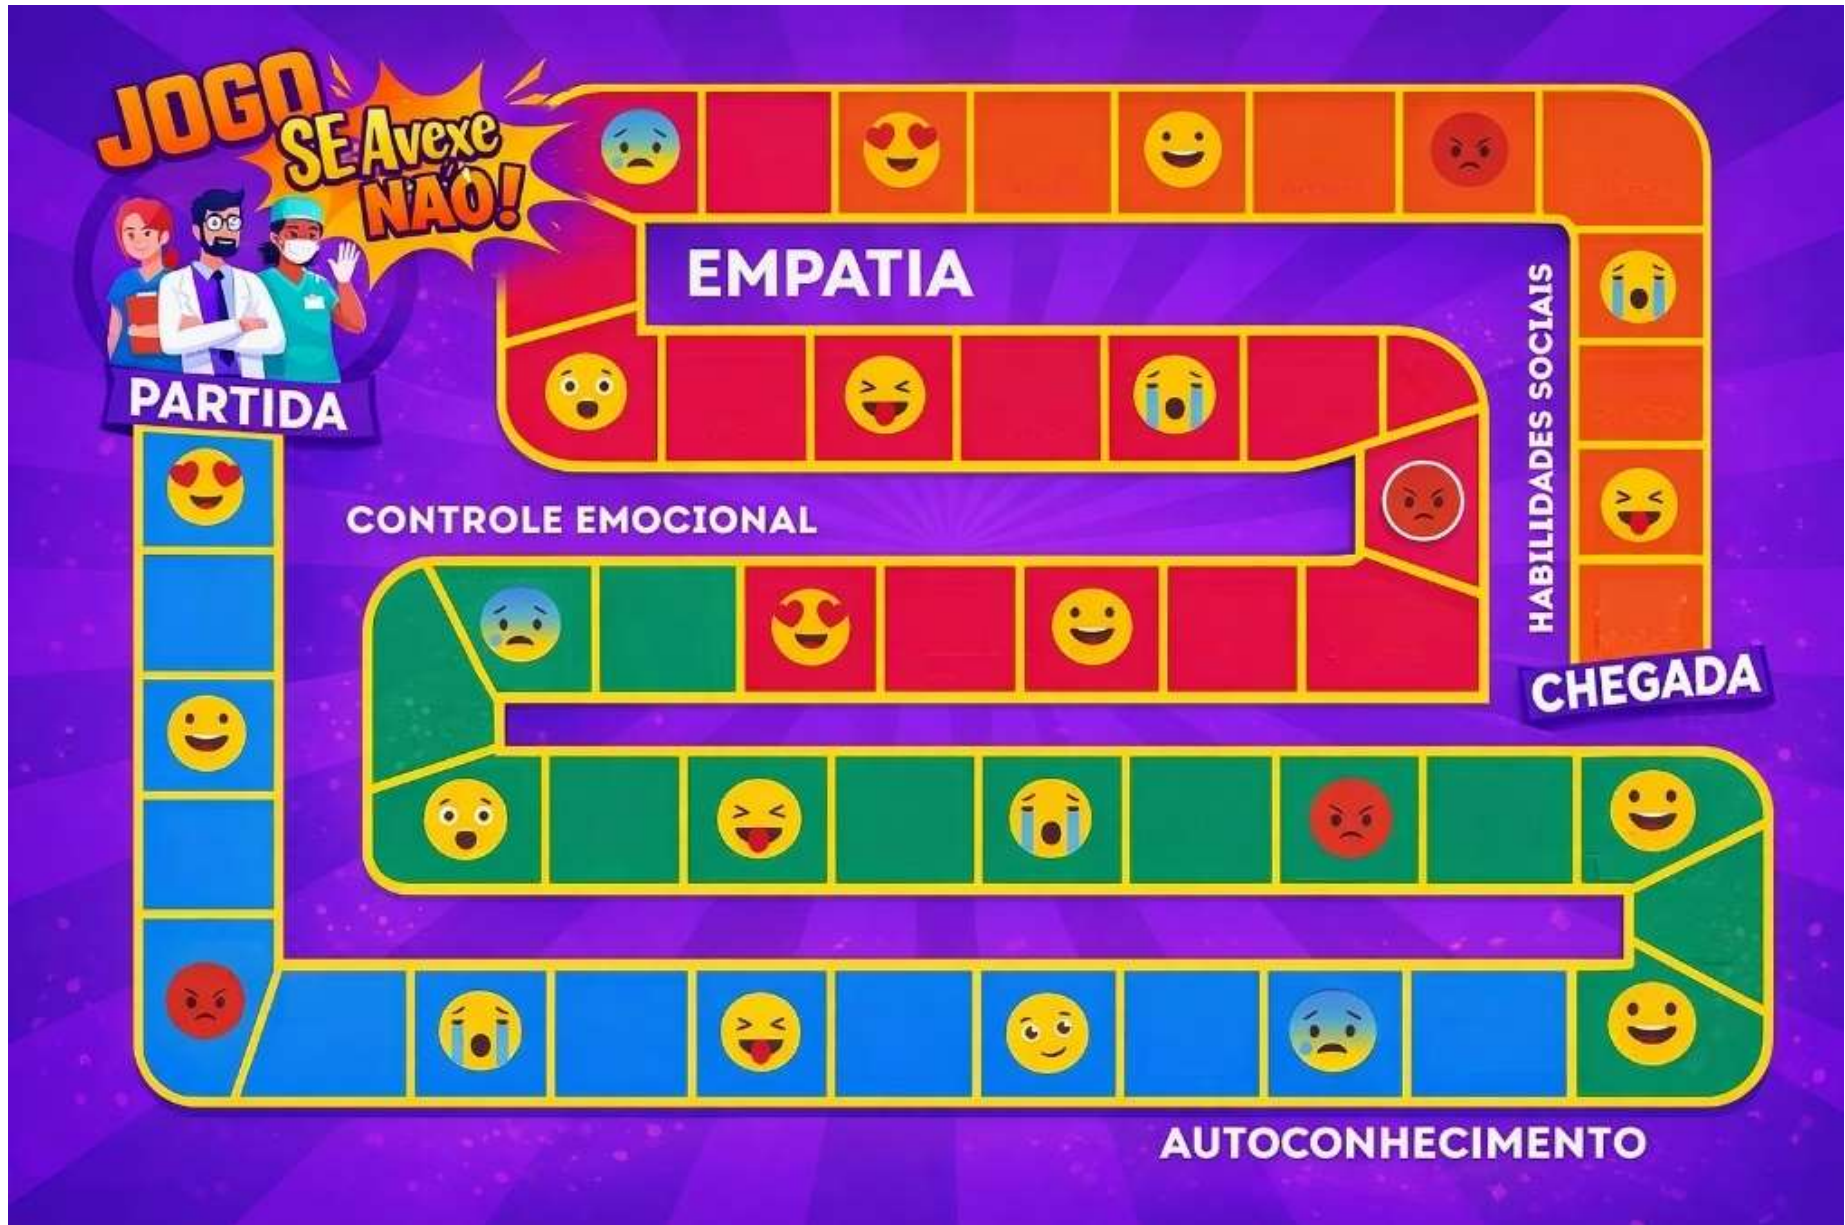 JOGO
SE Avexe
NÃO!
PARTIDA
EMPATIA
HABILIDADES SOCIAIS
CONTROLE EMOCIONAL
CHEGADA
AUTOCONHECIMENTO